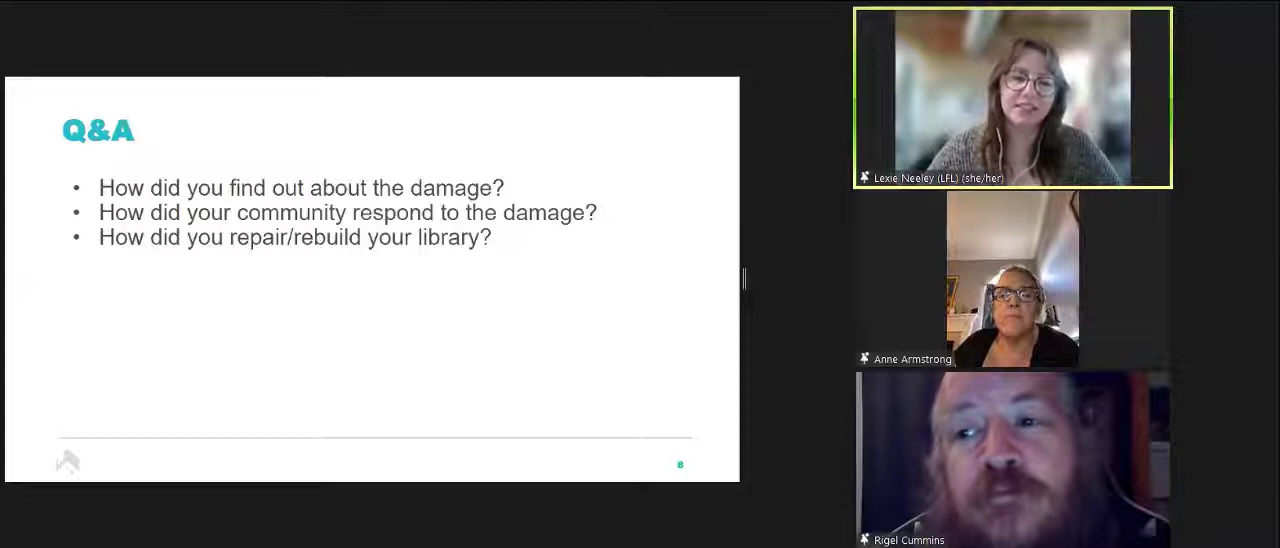 Q&A
• How did you find out about the damage?
• How did your community respond to the damage?
• How did you repair/rebuild your library?
8
Lexie Neeley (LFL) (she/her)
Anne Armstrong
Rigel Cummins